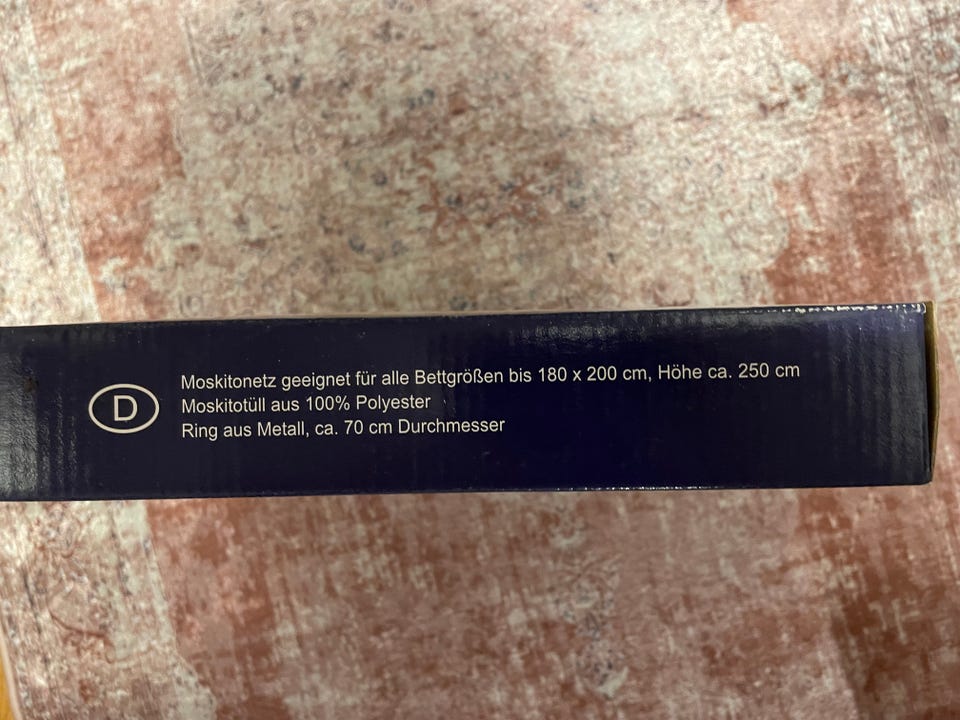 D
Moskitonetz geeignet für alle Bettgrößen bis 180 x 200 cm, Höhe ca. 250 cm
Moskitotüll aus 100% Polyester
Ring aus Metall, ca. 70 cm Durchmesser